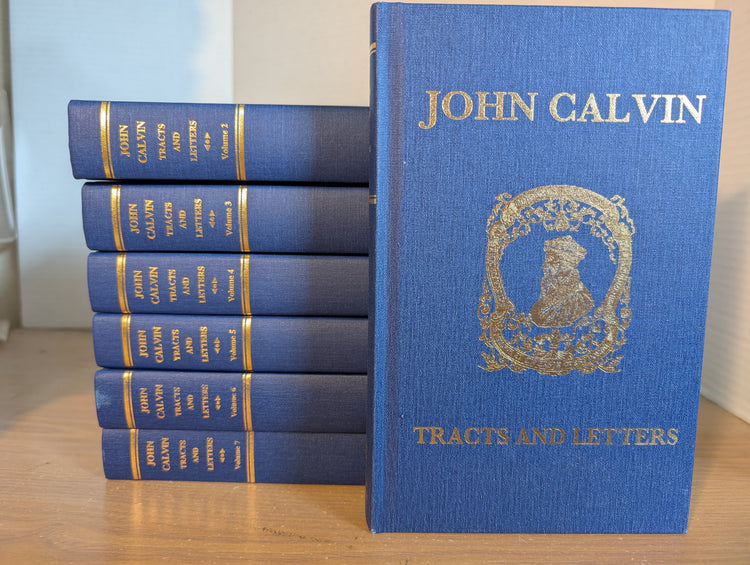 JOHN
CALVIN
TRACTS
AND
LETTERS
Volume 2
JOHN
CALVIN
TRACTS
AND
LETTERS
Volume 3
JOHN
CALVIN
TRACTS
AND
LETTERS
Volume 4
JOHN
CALVIN
TRACTS
AND
LETTERS
Volume 5
JOHN
CALVIN
TRACTS
AND
LETTERS
Volume 6
JOHN
CALVIN
TRACTS
AND
LETTERS
Volume 7
JOHN CALVIN
TRACTS AND LETTERS